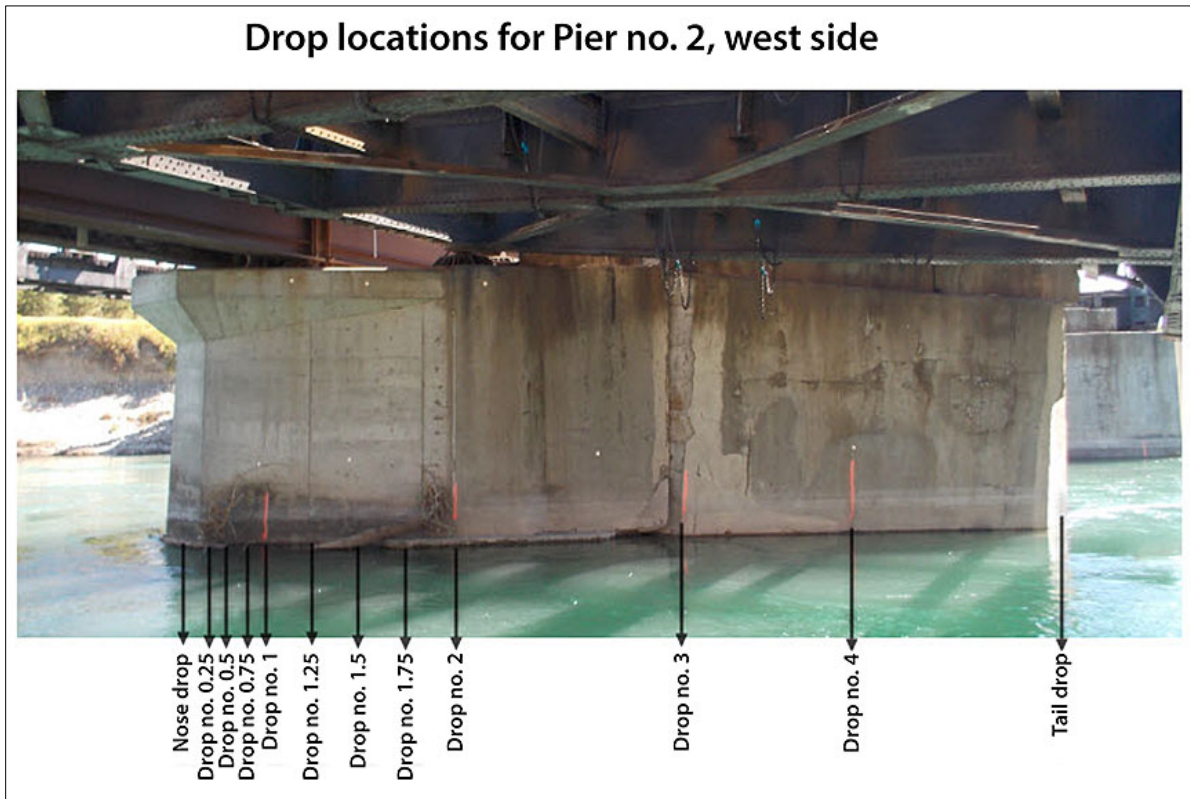 Drop locations for Pier no. 2, west side
Nose drop
Drop no. 0.25
Drop no. 0.5
Drop no. 0.75
Drop no. 1
Drop no. 1.25
Drop no. 1.5
Drop no. 1.75
Drop no. 2
Drop no. 3
Drop no. 4
Tail drop